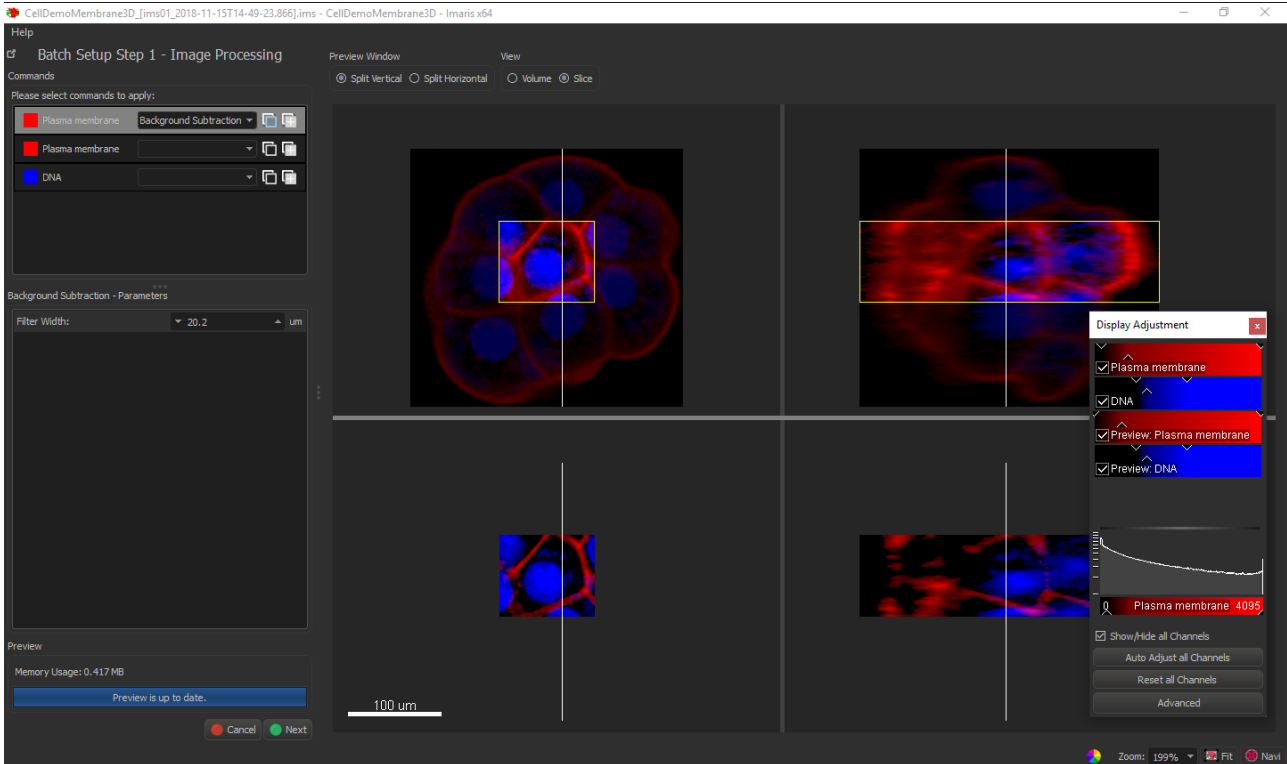 CellDemoMembrane3D_[ims01_2018-11-15T14-49-23.866].ims - CellDemoMembrane3D - Imaris x64
Help
Batch Setup Step 1 - Image Processing
Commands
Please select commands to apply:
Plasma membrane Background Subtraction
Plasma membrane
DNA
Background Subtraction - Parameters
Filter Width: 20.2 um
Preview
Memory Usage: 0.417 MB
Preview is up to date.
Cancel Next
Preview Window View
Split Vertical Split Horizontal Volume Slice
100 um
Display Adjustment
x
Plasma membrane
DNA
Preview: Plasma membrane
Preview: DNA
0 Plasma membrane 4095
Show/Hide all Channels
Auto Adjust all Channels
Reset all Channels
Advanced
Zoom: 199% Fit Navi